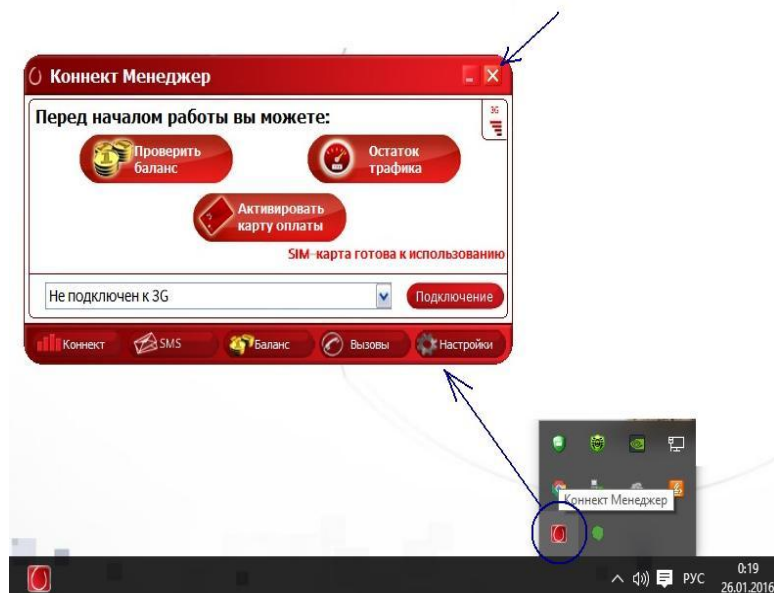 Коннект Менеджер
Перед началом работы вы можете:
3G
Проверить
баланс
Остаток
трафика
Активировать
карту оплаты
SIM-карта готова к использованию
Не подключен к 3G
Подключение
Коннект
SMS
Баланс
Вызовы
Настройки
Коннект Менеджер
РУС
0:19
26.01.2016